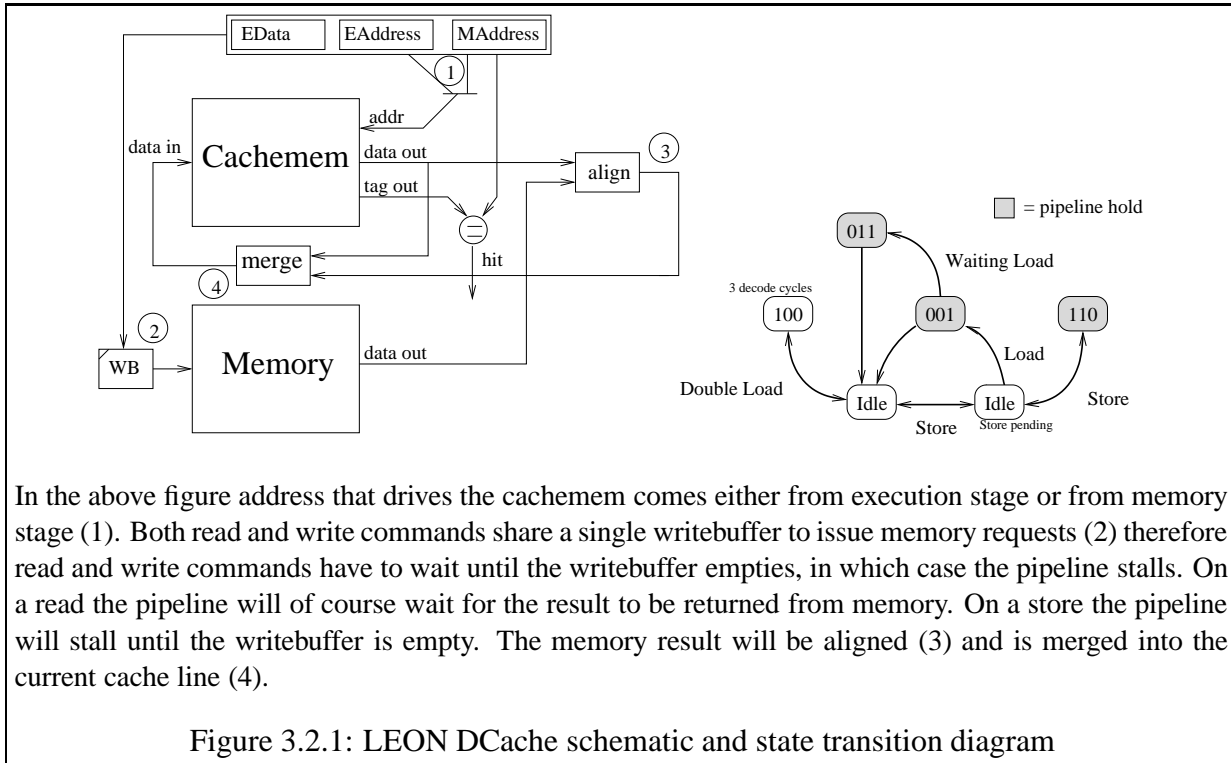 EData EAddress MAddress
1
addr
data in
Cachemem
data out
3
align
tag out
= pipeline hold
011
hit
merge
Waiting Load
4
3 decode cycles
100
001
110
2
Memory
Load
WB
data out
Double Load
Idle
Idle
Store
Store
Store pending
In the above figure address that drives the cachemem comes either from execution stage or from memory
stage (1). Both read and write commands share a single writebuffer to issue memory requests (2) therefore
read and write commands have to wait until the writebuffer empties, in which case the pipeline stalls. On
a read the pipeline will of course wait for the result to be returned from memory. On a store the pipeline
will stall until the writebuffer is empty. The memory result will be aligned (3) and is merged into the
current cache line (4).
Figure 3.2.1: LEON DCache schematic and state transition diagram